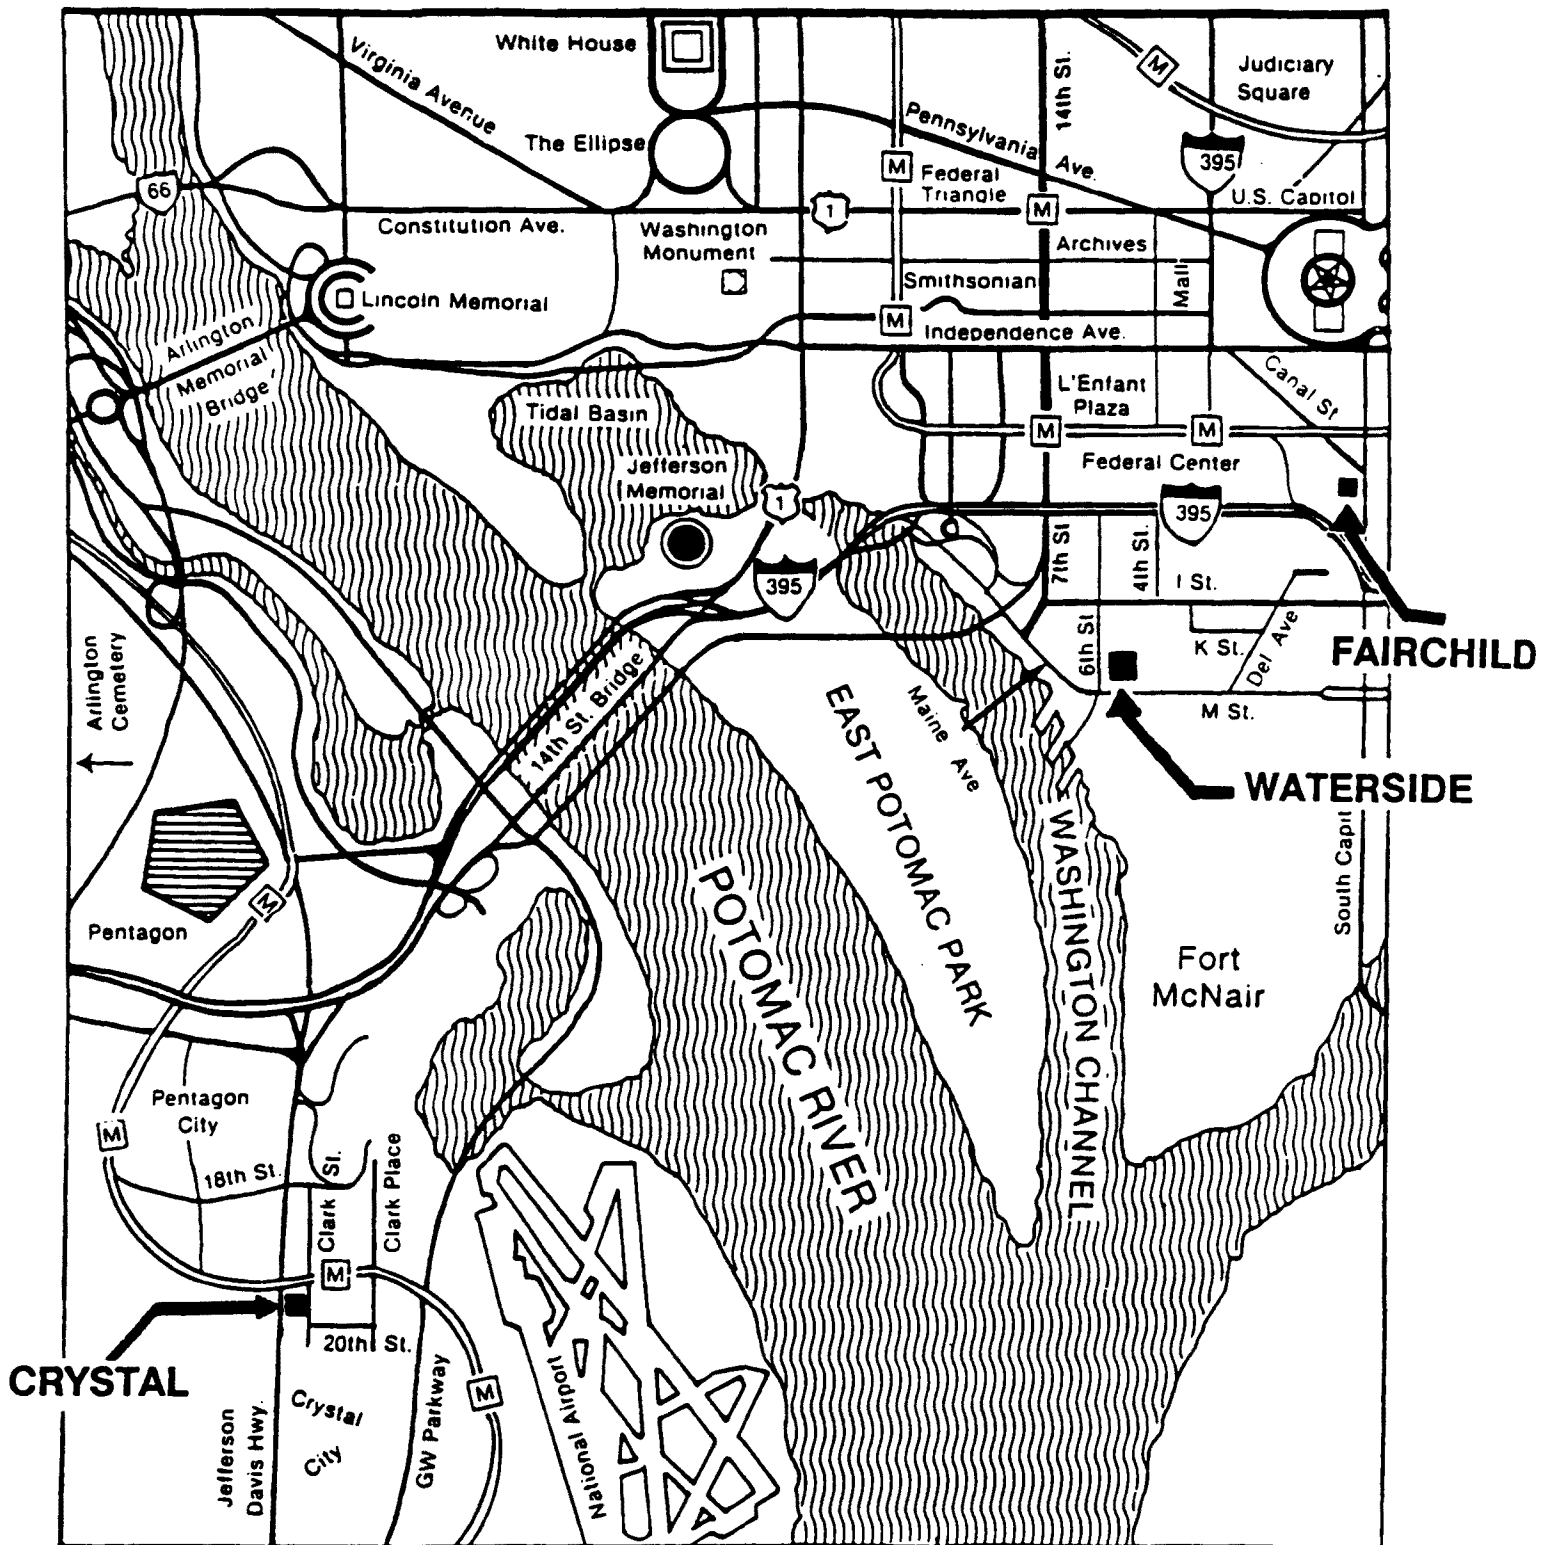 White House
Virginia Avenue
The Ellipse
14th St.
Pennsylvania Ave.
M
Judiciary
Square
395
M
Federal
Triangle
U.S. Capitol
66
Constitution Ave.
Washington
Monument
1
M
Archives
Mall
Smithsonian
Lincoln Memorial
M
Independence Ave.
Arlington
Memorial
Bridge
Tidal Basin
L'Enfant
Plaza
Canal St
M
M
Federal Center
Jefferson
Memorial
1
395
395
7th St
4th St.
I St.
6th St
K St.
Del Ave
M St.
FAIRCHILD
WATERSIDE
Arlington
Cemetery
14th St. Bridge
Maine Ave
EAST POTOMAC PARK
WASHINGTON CHANNEL
POTOMAC RIVER
South Capit
Fort
McNair
Pentagon
M
Pentagon
City
M
18th St.
Clark St.
Clark Place
M
20th St.
CRYSTAL
Jefferson
Davis Hwy.
Crystal
City
GW Parkway
M
National Airport